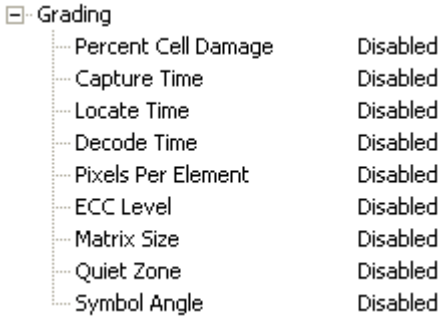 Grading
Percent Cell Damage Disabled
Capture Time Disabled
Locate Time Disabled
Decode Time Disabled
Pixels Per Element Disabled
ECC Level Disabled
Matrix Size Disabled
Quiet Zone Disabled
Symbol Angle Disabled